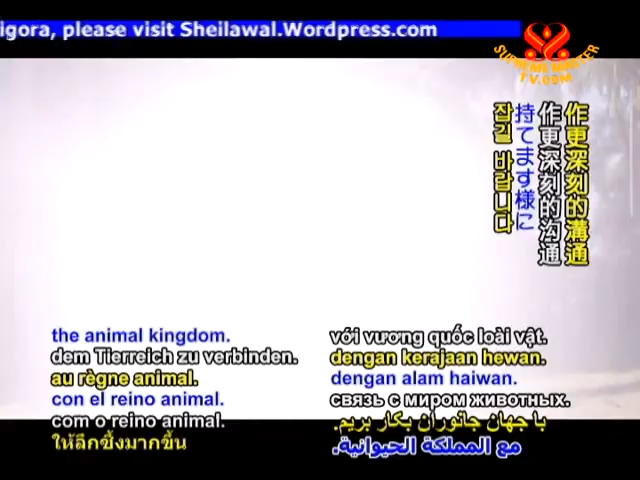 igora, please visit Sheilawal.Wordpress.com
SUPREME MASTER
TV.COM
作更深刻的溝通
作更深刻的沟通
持てます様に
잡길 바랍니다
the animal kingdom.
dem Tierreich zu verbinden.
au règne animal.
con el reino animal.
com o reino animal.
ให้ลึกซึ้งมากขึ้น
với vương quốc loài vật.
dengan kerajaan hewan.
dengan alam haiwan.
связь с миром животных.
با جهان جانوران بکار بریم.
مع المملكة الحيوانية.